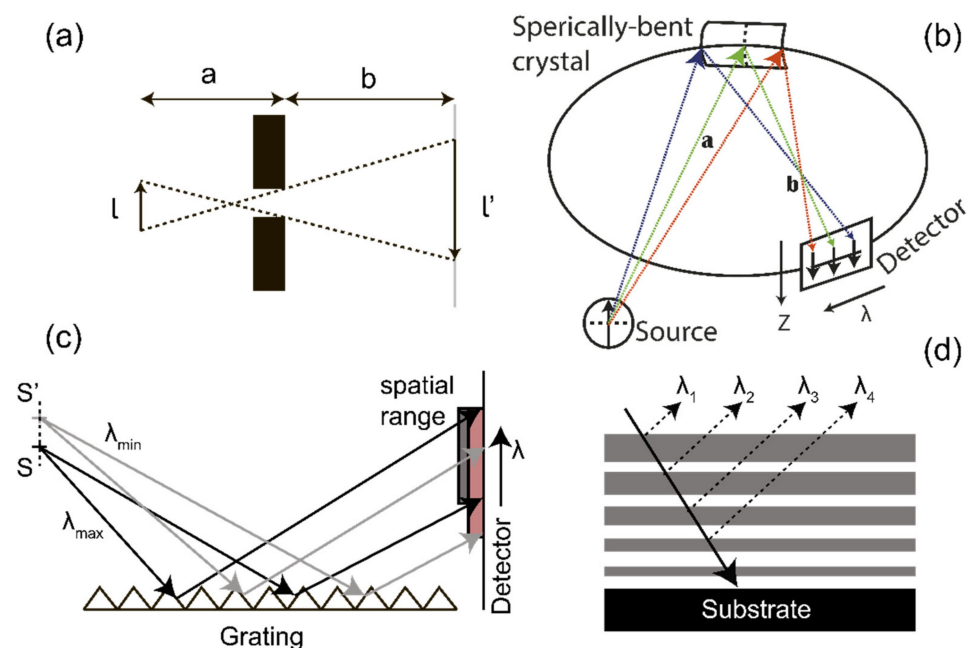 (a)
a
b
l
l'
Sperically-bent
crystal
(b)
a
b
Detector
Z
λ
Source
(c)
S'
S
λmin
λmax
spatial
range
λ
Detector
Grating
(d)
λ1
λ2
λ3
λ4
Substrate